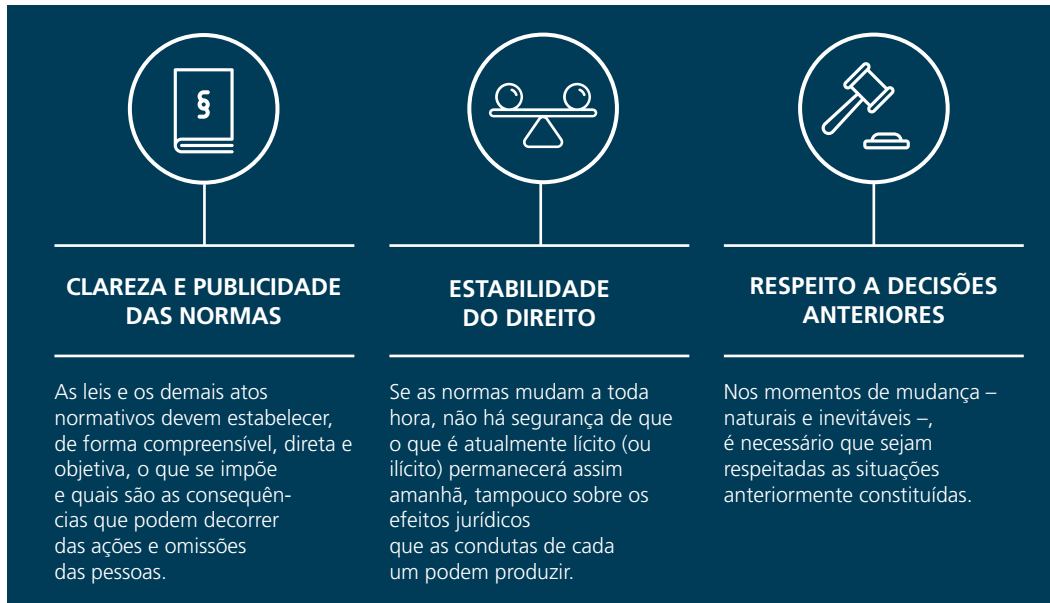 §
CLAREZA E PUBLICIDADE
DAS NORMAS
As leis e os demais atos
normativos devem estabelecer,
de forma compreensível, direta e
objetiva, o que se impõe
e quais são as consequên-
cias que podem decorrer
das ações e omissões
das pessoas.
ESTABILIDADE
DO DIREITO
Se as normas mudam a toda
hora, não há segurança de que
o que é atualmente lícito (ou
ilícito) permanecerá assim
amanhã, tampouco sobre os
efeitos jurídicos
que as condutas de cada
um podem produzir.
RESPEITO A DECISÕES
ANTERIORES
Nos momentos de mudança –
naturais e inevitáveis –,
é necessário que sejam
respeitadas as situações
anteriormente constituídas.